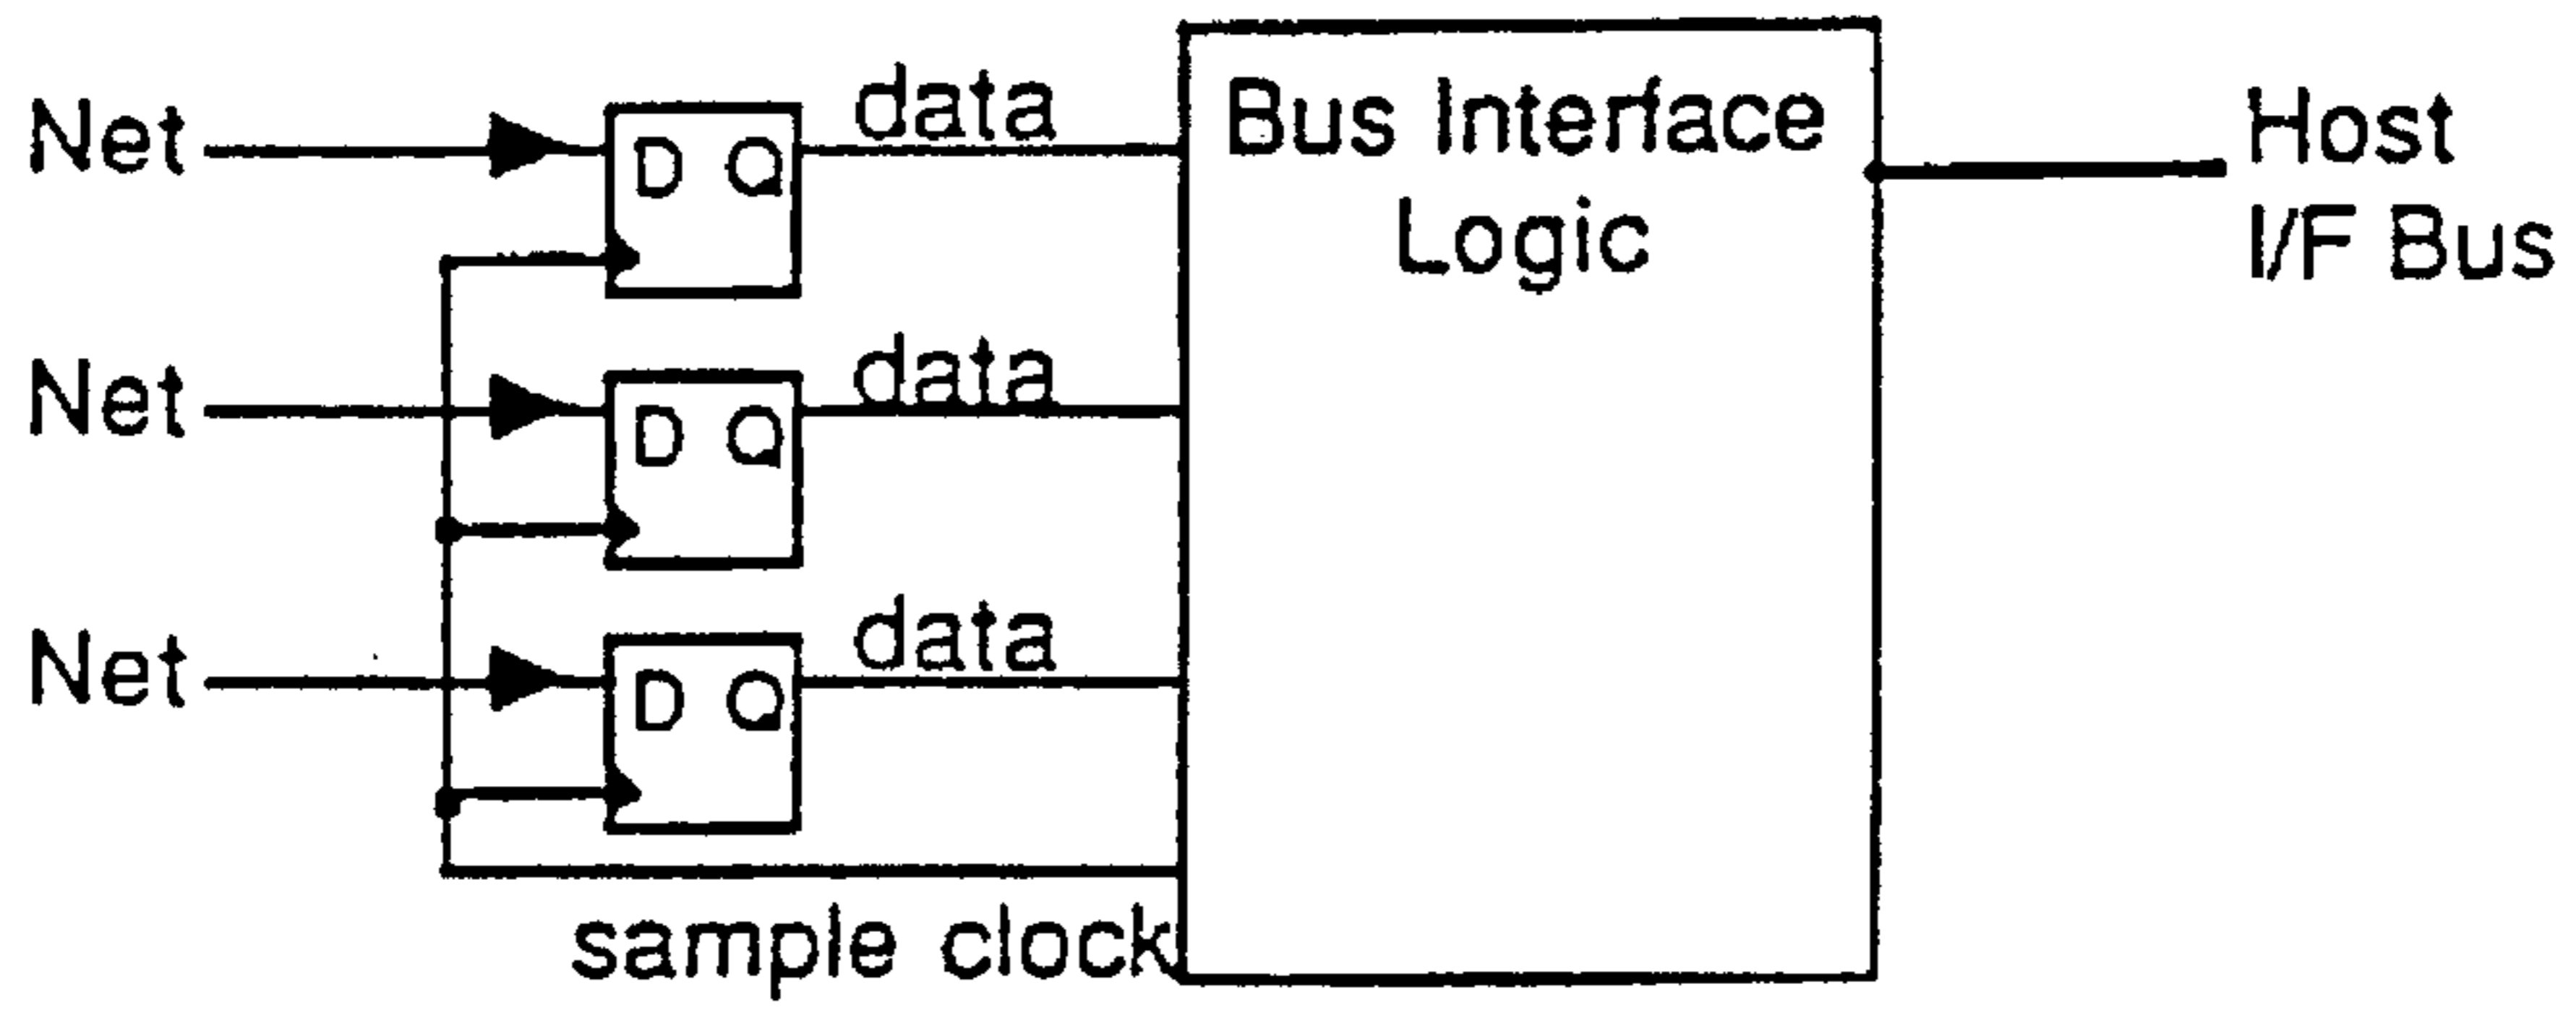 Net
D Q
data
Bus Interface
Logic
Host
I/F Bus
Net
D Q
data
Net
D Q
data
sample clock